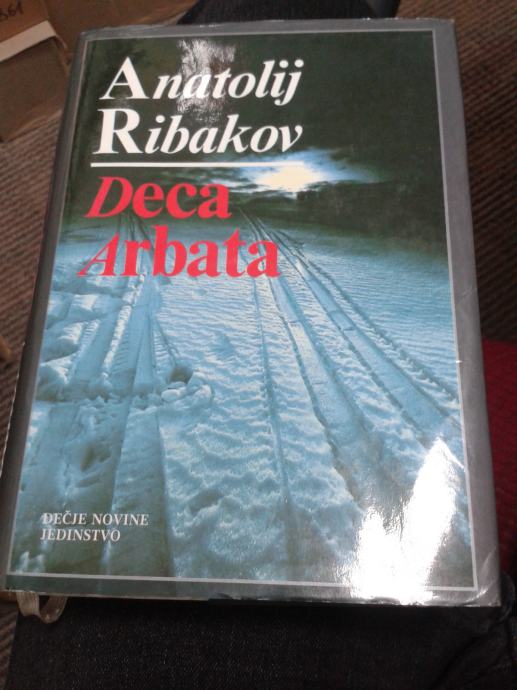 Anatolij
Ribakov
Deca
Arbata
DEČJE NOVINE
JEDINSTVO